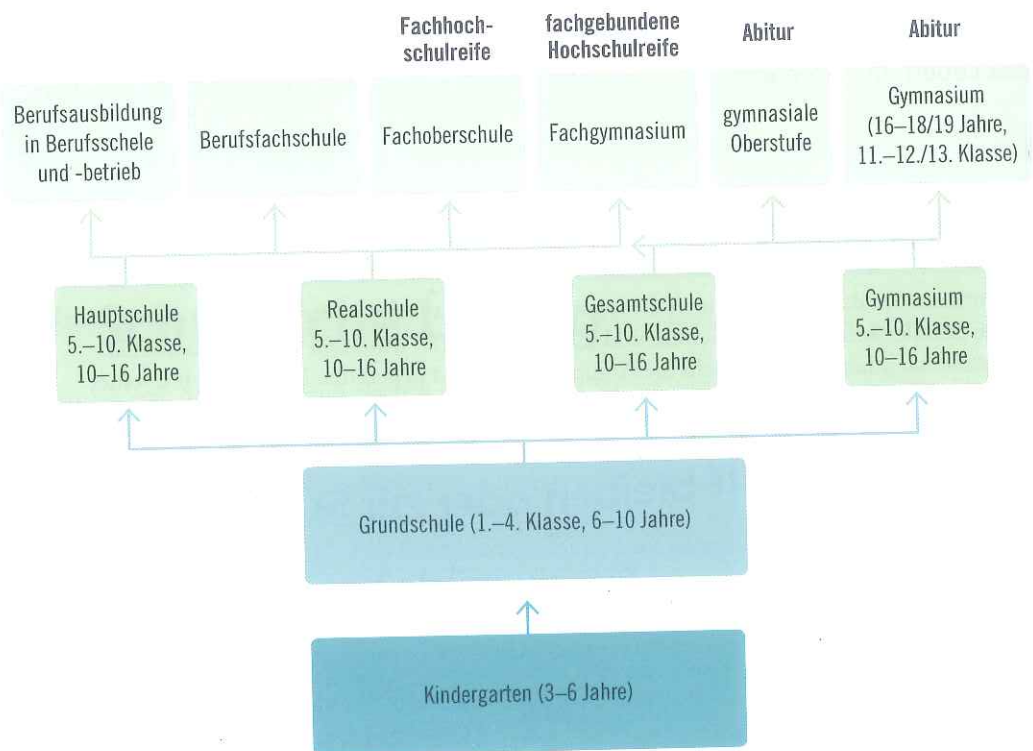 Fachhoch-
schulreife
fachgebundene
Hochschulreife
Abitur
Abitur
Berufsausbildung
in Berufsschele
und -betrieb
Berufsfachschule
Fachoberschule
Fachgymnasium
gymnasiale
Oberstufe
Gymnasium
(16–18/19 Jahre,
11.–12./13. Klasse)
Hauptschule
5.–10. Klasse,
10–16 Jahre
Realschule
5.–10. Klasse,
10–16 Jahre
Gesamtschule
5.–10. Klasse,
10–16 Jahre
Gymnasium
5.–10. Klasse,
10–16 Jahre
Grundschule (1.–4. Klasse, 6–10 Jahre)
Kindergarten (3–6 Jahre)